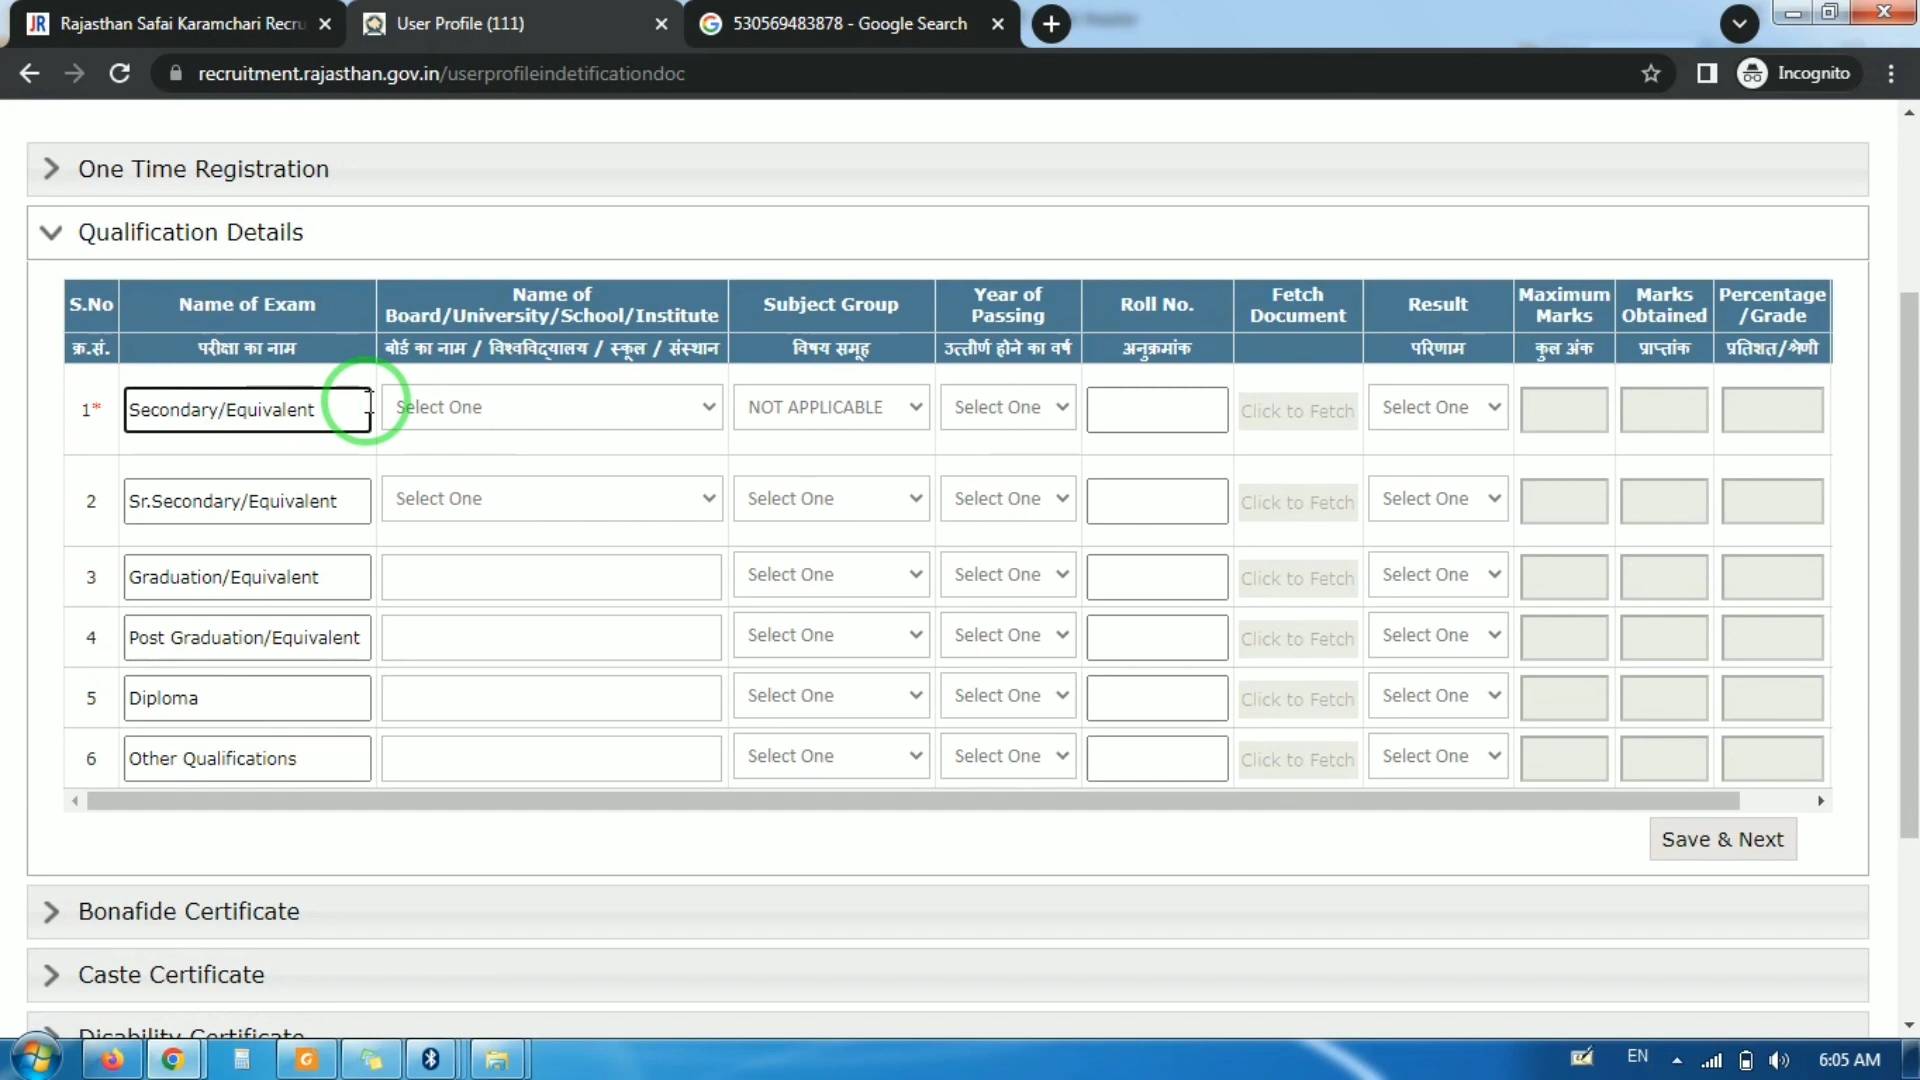 Rajasthan Safai Karamchari Recru
User Profile (111)
530569483878 - Google Search
recruitment.rajasthan.gov.in/userprofileindetificationdoc
Incognito
One Time Registration
Qualification Details
S.No
Name of Exam
Name of
Board/University/School/Institute
Subject Group
Year of
Passing
Roll No.
Fetch
Document
Result
Maximum
Marks
Marks
Obtained
Percentage
/Grade
क्र.सं.
परीक्षा का नाम
बोर्ड का नाम / विश्वविद्यालय / स्कूल / संस्थान
विषय समूह
उत्तीर्ण होने का वर्ष
अनुक्रमांक
परिणाम
कुल अंक
प्राप्तांक
प्रतिशत/श्रेणी
1* Secondary/Equivalent Select One NOT APPLICABLE Select One Click to Fetch Select One
2 Sr.Secondary/Equivalent Select One Select One Select One Click to Fetch Select One
3 Graduation/Equivalent Select One Select One Click to Fetch Select One
4 Post Graduation/Equivalent Select One Select One Click to Fetch Select One
5 Diploma Select One Select One Click to Fetch Select One
6 Other Qualifications Select One Select One Click to Fetch Select One
Save & Next
Bonafide Certificate
Caste Certificate
Disability Certificate
EN
6:05 AM